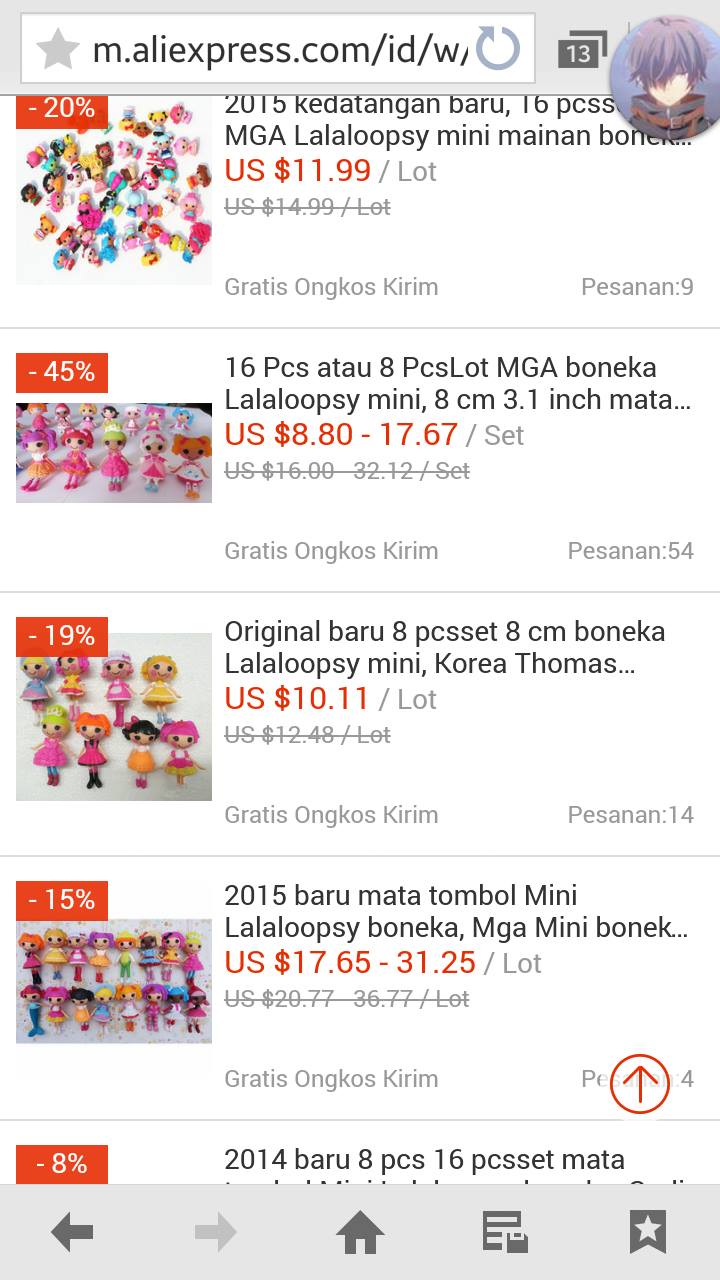 m.aliexpress.com/id/w/
13
- 20%
2015 kedatangan baru, 16 pcss
MGA Lalaloopsy mini mainan bonek...
US $11.99 / Lot
US $14.99 / Lot
Gratis Ongkos Kirim
Pesanan:9
- 45%
16 Pcs atau 8 PcsLot MGA boneka
Lalaloopsy mini, 8 cm 3.1 inch mata...
US $8.80 - 17.67 / Set
US $16.00 - 32.12 / Set
Gratis Ongkos Kirim
Pesanan:54
- 19%
Original baru 8 pcsset 8 cm boneka
Lalaloopsy mini, Korea Thomas...
US $10.11 / Lot
US $12.48 / Lot
Gratis Ongkos Kirim
Pesanan:14
- 15%
2015 baru mata tombol Mini
Lalaloopsy boneka, Mga Mini bonek...
US $17.65 - 31.25 / Lot
US $20.77 - 36.77 / Lot
Gratis Ongkos Kirim
Pesanan:4
- 8%
2014 baru 8 pcs 16 pcsset mata